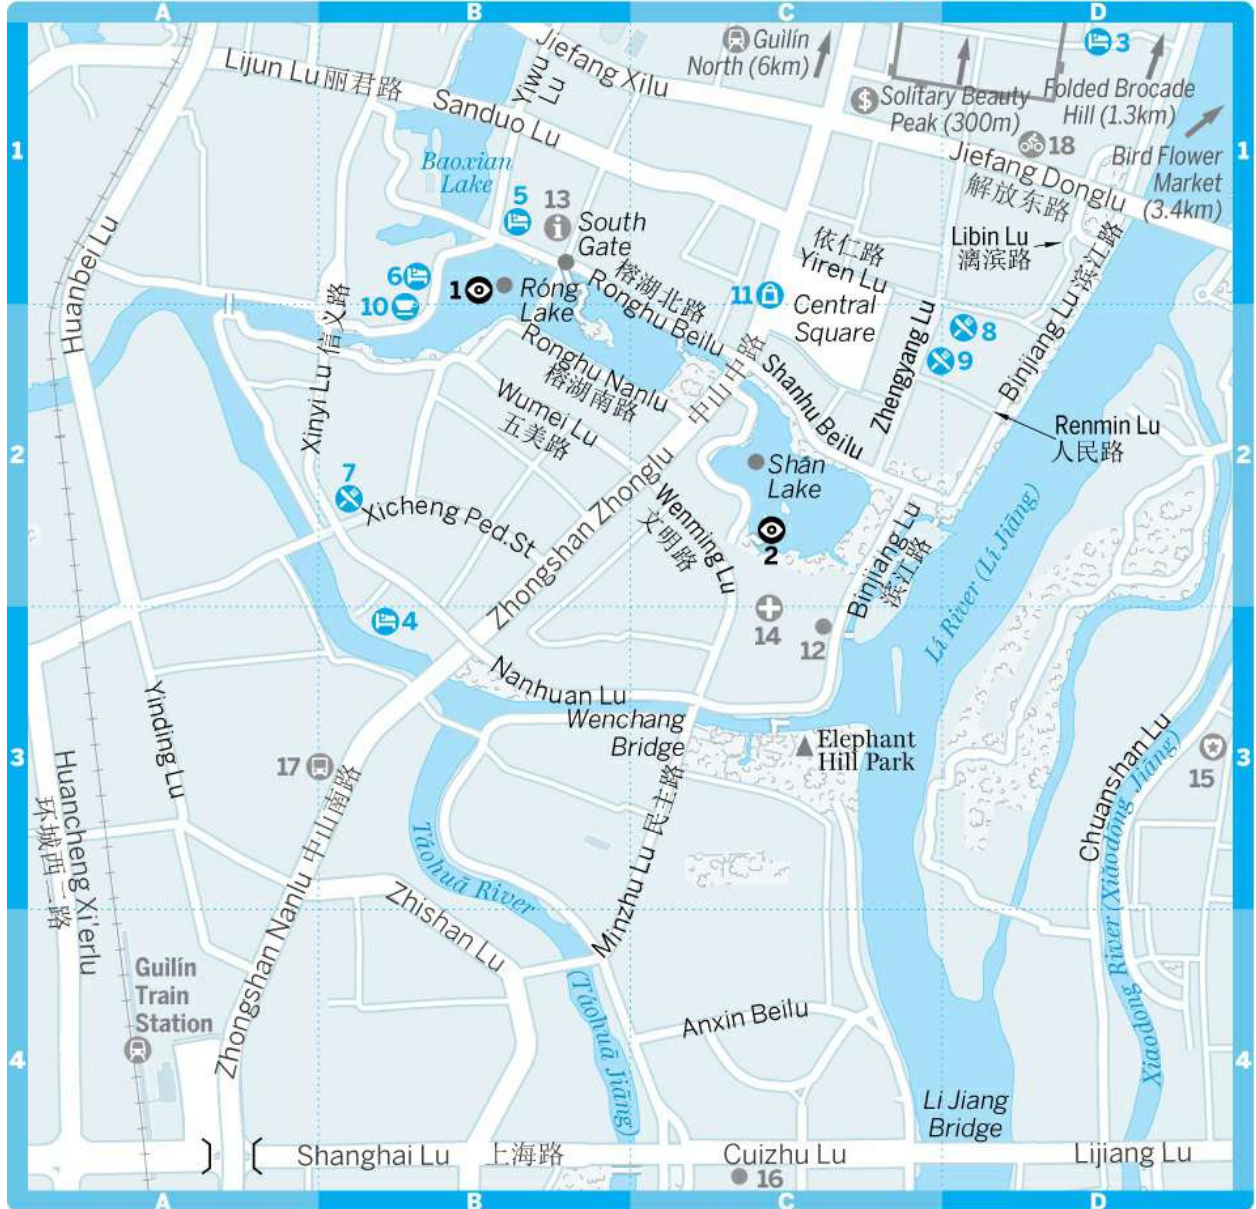 A
B
C
D
1
2
3
4
1
2
3
4
A
B
C
D
Lijun Lu 丽君路
Sanduo Lu
Yiwu
Lu
Jiefang Xilu
Guìlín
North (6km)
3
$
Solitary Beauty
Peak (300m)
Folded Brocade
Hill (1.3km)
18
Jiefang Donglu
解放东路
Bird Flower
Market
(3.4km)
Baoxian
Lake
5
13
i
South
Gate
Huanbei Lu
6
10
1
Róng
Lake
榕湖北路
Ronghu Beilu
11
依仁路
Yiren Lu
Central
Square
Libin Lu
漓滨路
Binjiang Lu 滨江路
8
9
Zhengyang Lu
Xinyi Lu 信义路
Ronghu Nanlu
榕湖南路
Wumei Lu
五美路
Shanhu Beilu
Renmin Lu
人民路
7
Xicheng Ped.St
Zhongshan Zhonglu 中山中路
Wenming Lu
文明路
Shān
Lake
2
Binjiang Lu
滨江路
Lí River (Lí Jiāng)
4
14
12
Nanhuan Lu
Wenchang
Bridge
Elephant
Hill Park
Yinding Lu
17
15
Chuanshan Lu
Huancheng Xi'erlu
环城西二路
Zhongshan Nanlu 中山南路
Minzhu Lu 民主路
Táohuā River
(Táohuā Jiāng)
Zhishan Lu
Xiaodong River (Xiǎodōng Jiāng)
Guìlín
Train
Station
Anxin Beilu
Li Jiang
Bridge
Shanghai Lu 上海路
Cuizhu Lu
Lijiang Lu
16